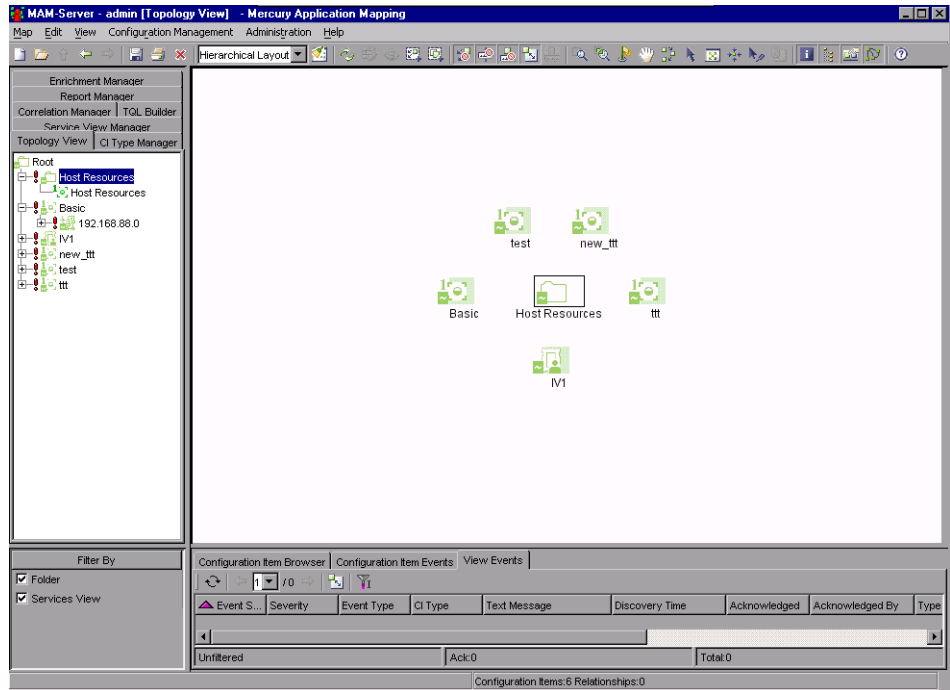 MAM-Server - admin [Topology View] - Mercury Application Mapping
Map Edit View Configuration Management Administration Help
Hierarchical Layout
Enrichment Manager
Report Manager
Correlation Manager TQL Builder
Service View Manager
Topology View CI Type Manager
Root
Host Resources
1 Host Resources
Basic
192.168.88.0
IV1
new_ttt
test
ttt
test new_ttt
Basic Host Resources ttt
IV1
Filter By
Folder
Services View
Configuration Item Browser Configuration Item Events View Events
1 / 0
Event S... Severity Event Type CI Type Text Message Discovery Time Acknowledged Acknowledged By Type
Unfiltered Ack:0 Total:0
Configuration Items:6 Relationships:0